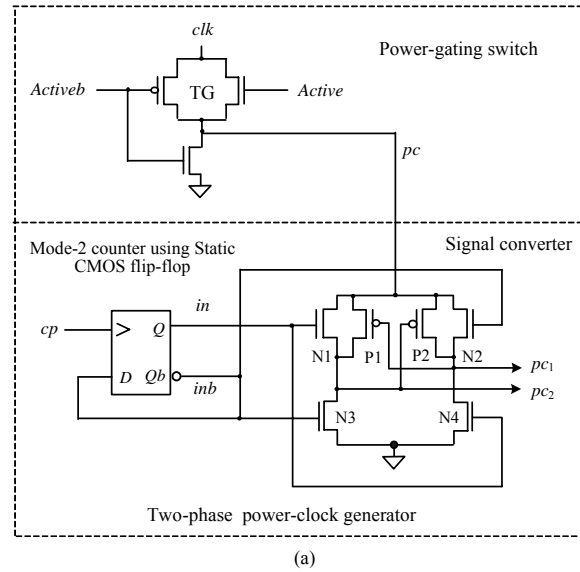 clk
Power-gating switch
Activeb
TG
Active
pc
Mode-2 counter using Static
CMOS flip-flop
Signal converter
in
cp
>
Q
N1
P1
P2
N2
D
Qb
inb
pc1
pc2
N3
N4
Two-phase power-clock generator
(a)